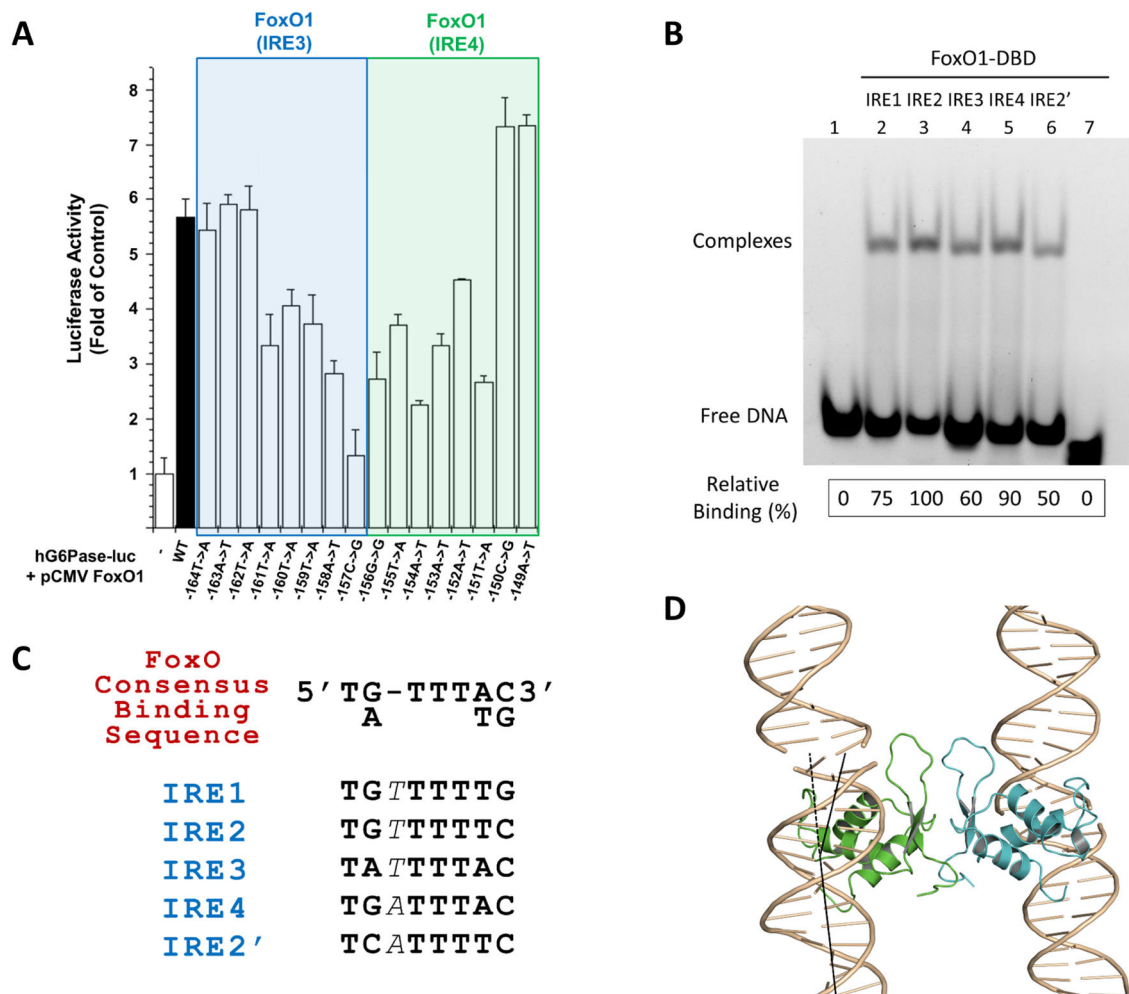 A
FoxO1
(IRE3)
FoxO1
(IRE4)
8
7
6
5
4
3
2
1
Luciferase Activity
(Fold of Control)
hG6Pase-luc
+ pCMV FoxO1
-
WT
-164T->A
-163A->T
-162T->A
-161T->A
-160T->A
-159T->A
-158A->T
-157C->G
-156G->G
-155T->A
-154A->T
-153A->T
-152A->T
-151T->A
-150C->G
-149A->T
B
FoxO1-DBD
IRE1 IRE2 IRE3 IRE4 IRE2’
1 2 3 4 5 6 7
Complexes
Free DNA
Relative
Binding (%)
0 75 100 60 90 50 0
C
FoxO
Consensus
Binding
Sequence
5’TG-TTTAC3’
A TG
IRE1 TGTTTTTG
IRE2 TGTTTTTC
IRE3 TATTTTAC
IRE4 TGATTTAC
IRE2’ TCATTTTC
D